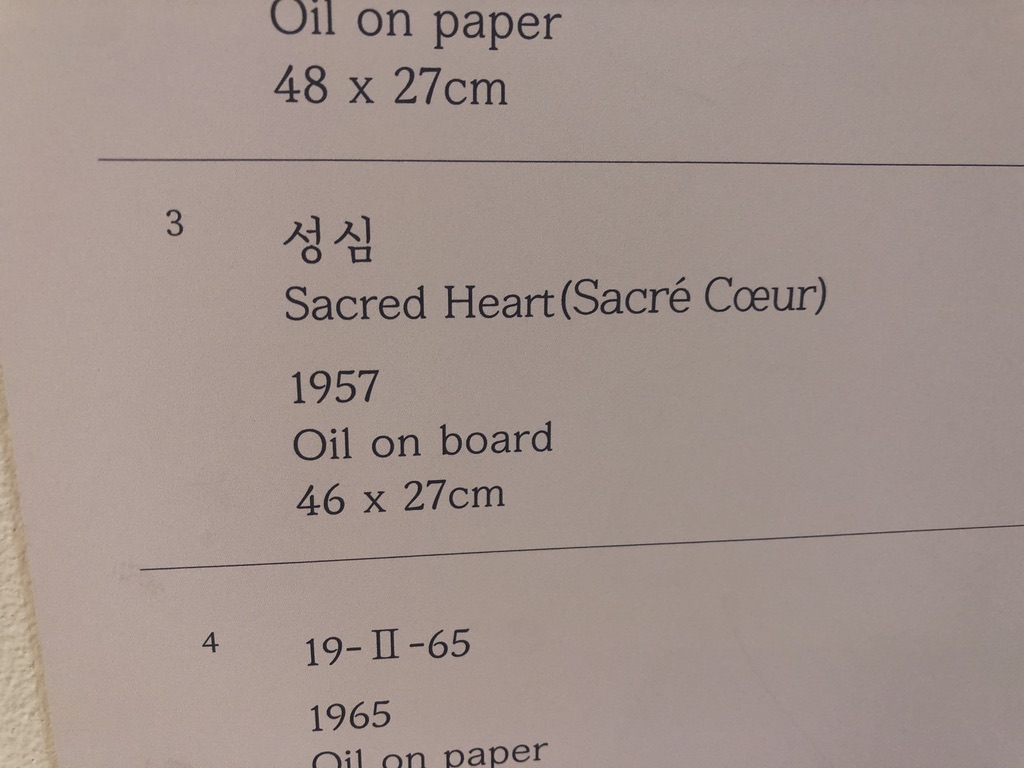 Oil on paper
48 x 27cm
3 성심
Sacred Heart(Sacré Cœur)
1957
Oil on board
46 x 27cm
4 19-Ⅱ-65
1965
Oil on paper